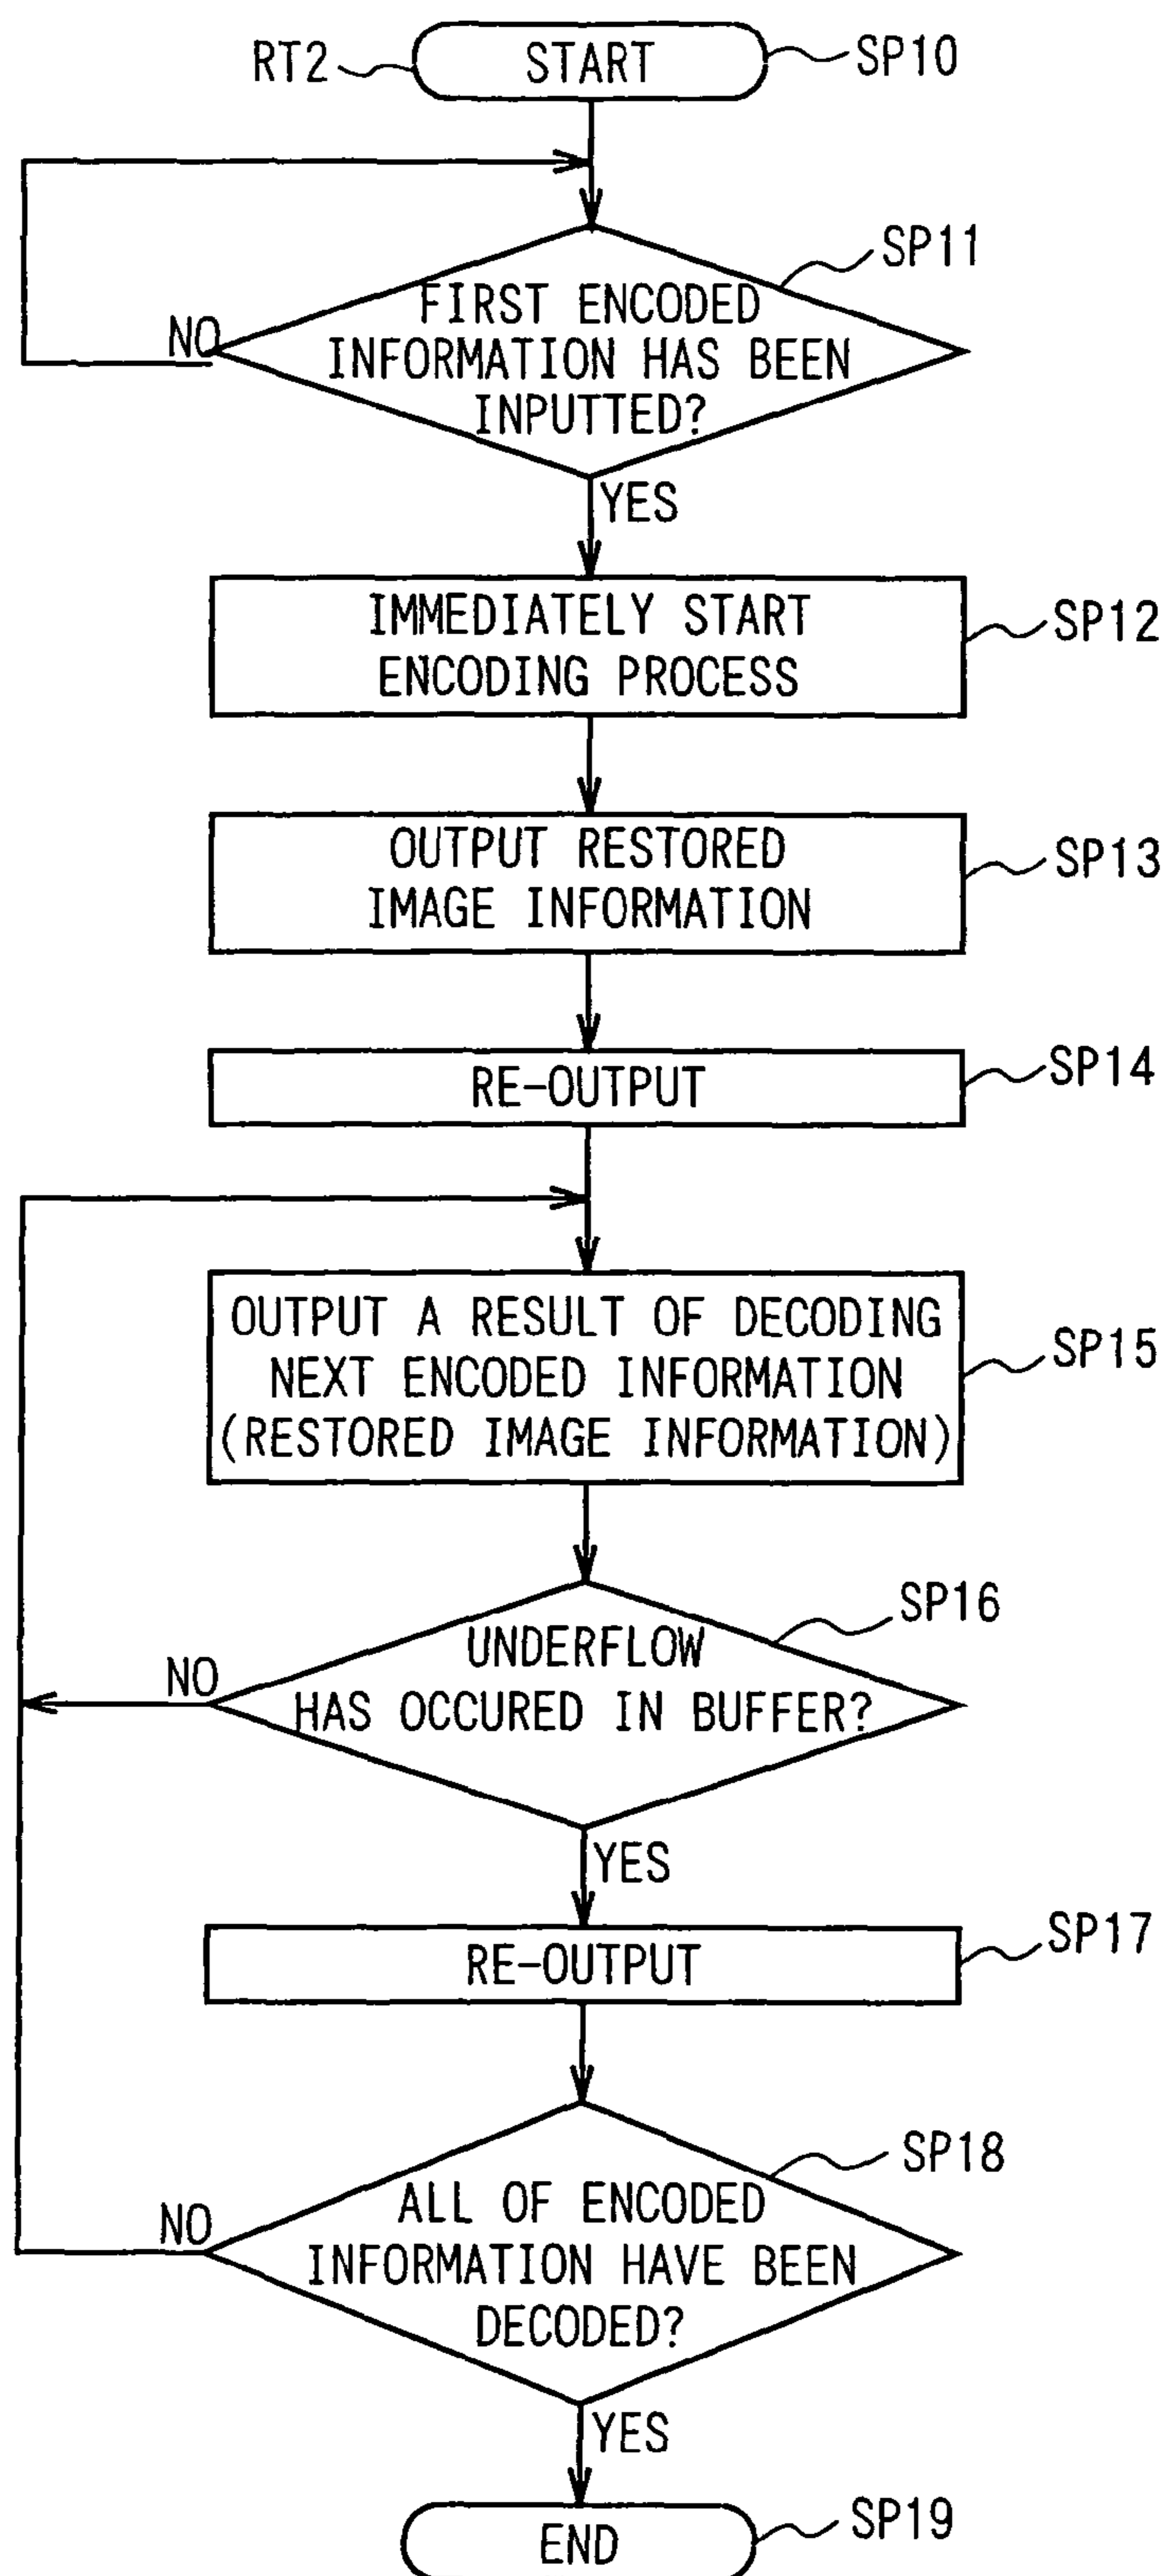 RT2
START
SP10
SP11
FIRST ENCODED
INFORMATION HAS BEEN
INPUTTED?
NO
YES
IMMEDIATELY START
ENCODING PROCESS
SP12
OUTPUT RESTORED
IMAGE INFORMATION
SP13
RE-OUTPUT
SP14
OUTPUT A RESULT OF DECODING
NEXT ENCODED INFORMATION
(RESTORED IMAGE INFORMATION)
SP15
SP16
UNDERFLOW
HAS OCCURED IN BUFFER?
NO
YES
RE-OUTPUT
SP17
SP18
ALL OF ENCODED
INFORMATION HAVE BEEN
DECODED?
NO
YES
END
SP19